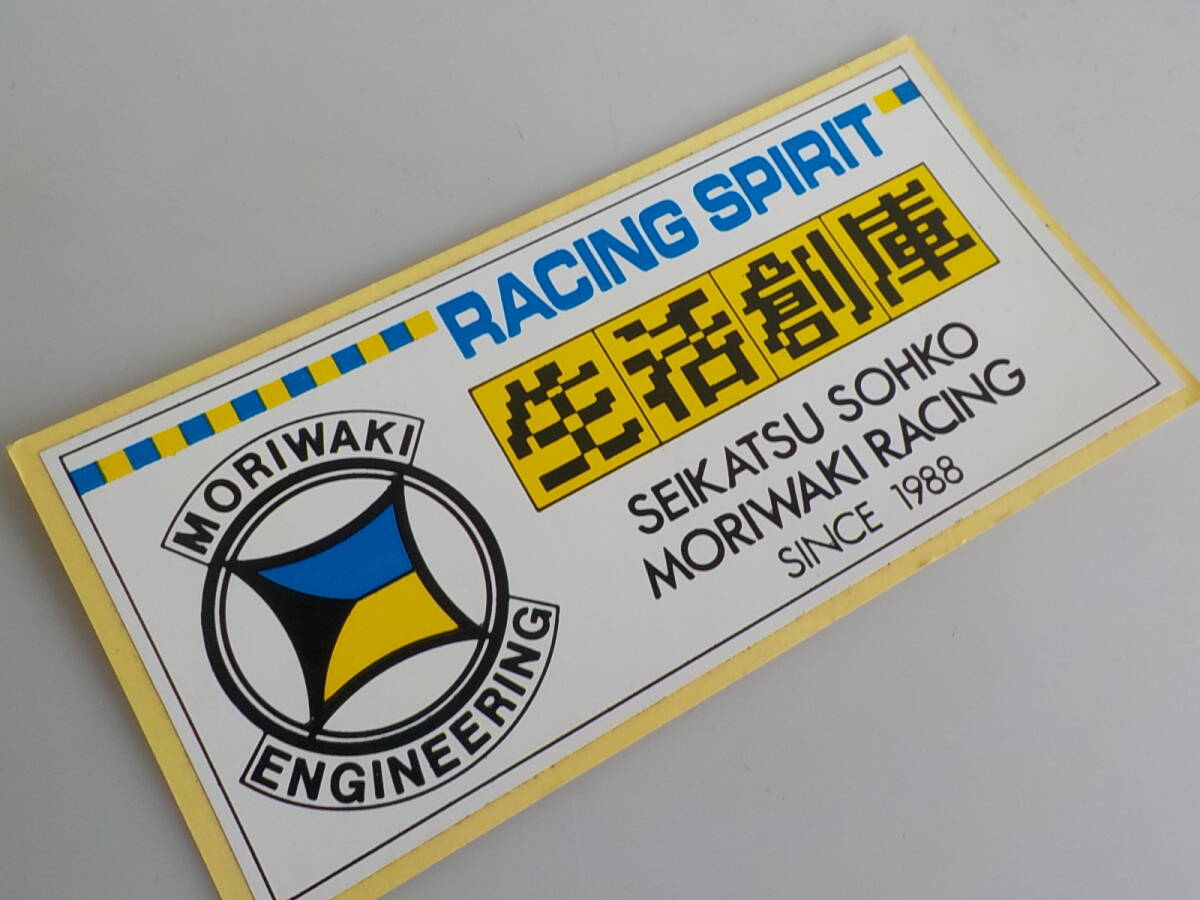 RACING SPIRIT
生活創庫
SEIKATSU SOHKO
MORIWAKI RACING
SINCE 1988
MORIWAKI
ENGINEERING